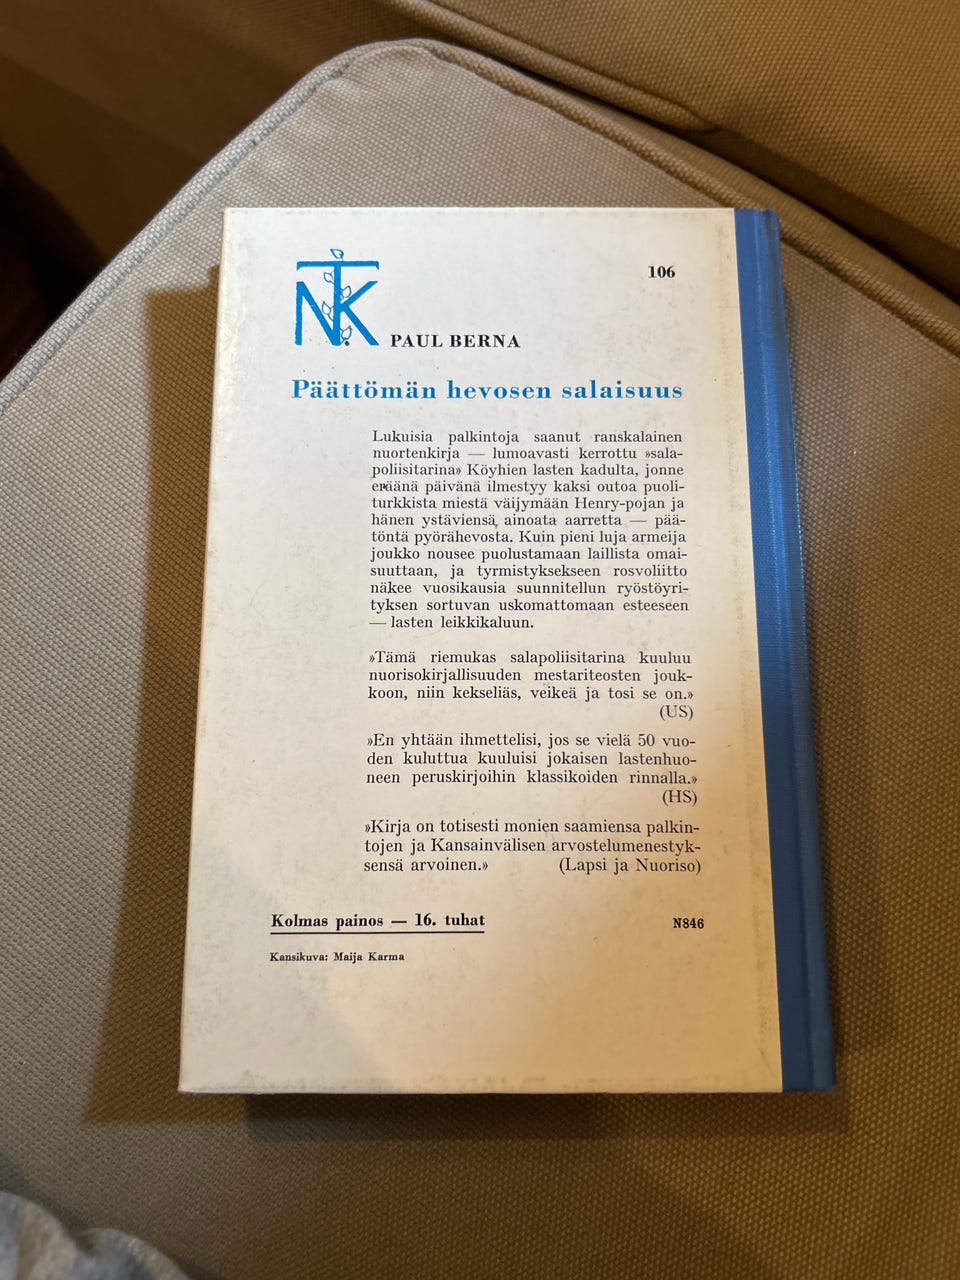 NTK
106
PAUL BERNA
Päättömän hevosen salaisuus
Lukuisia palkintoja saanut ranskalainen
nuortenkirja — lumoavasti kerrottu »sala-
poliisitarina» Köyhien lasten kadulta, jonne
eräänä päivänä ilmestyy kaksi outoa puoli-
turkkista miestä väijymään Henry-pojan ja
hänen ystäviensä ainoata aarretta — pää-
töntä pyörähevosta. Kuin pieni luja armeija
joukko nousee puolustamaan laillista omai-
suuttaan, ja tyrmistyksekseen rosvoliitto
näkee vuosikausia suunnitellun ryöstöyri-
tyksen sortuvan uskomattomaan esteeseen
— lasten leikkikaluun.
»Tämä riemukas salapoliisitarina kuuluu
nuorisokirjallisuuden mestariteosten jouk-
koon, niin kekseliäs, veikeä ja tosi se on.»
(US)
»En yhtään ihmettelisi, jos se vielä 50 vuo-
den kuluttua kuuluisi jokaisen lastenhuo-
neen peruskirjoihin klassikoiden rinnalla.»
(HS)
»Kirja on totisesti monien saamiensa palkin-
tojen ja Kansainvälisen arvostelumenestyk-
sensä arvoinen.» (Lapsi ja Nuoriso)
Kolmas painos — 16. tuhat
N846
Kansikuva: Maija Karma